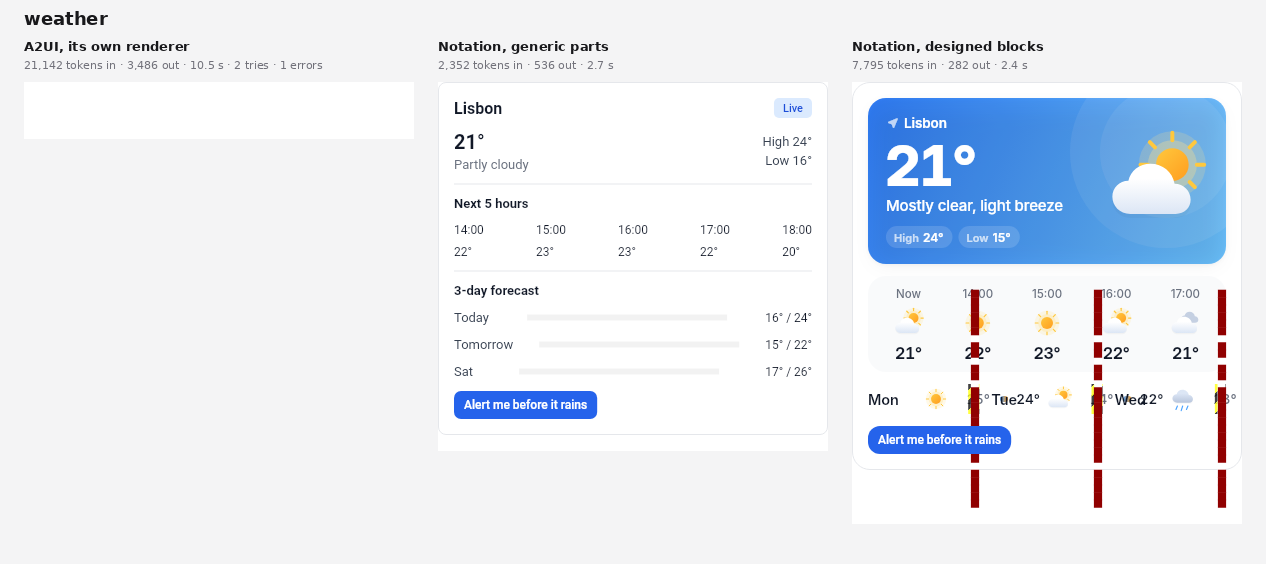 weather
A2UI, its own renderer
21,142 tokens in · 3,486 out · 10.5 s · 2 tries · 1 errors
Notation, generic parts
2,352 tokens in · 536 out · 2.7 s
Lisbon
Live
21°
High 24°
Partly cloudy
Low 16°
Next 5 hours
14:00 15:00 16:00 17:00 18:00
22° 23° 23° 22° 20°
3-day forecast
Today 16° / 24°
Tomorrow 15° / 22°
Sat 17° / 26°
Alert me before it rains
Notation, designed blocks
7,795 tokens in · 282 out · 2.4 s
Lisbon
21°
Mostly clear, light breeze
High 24° Low 15°
Now 14:00 15:00 16:00 17:00
21° 22° 23° 22° 21°
Mon Tue 24° Wed 22°
Alert me before it rains